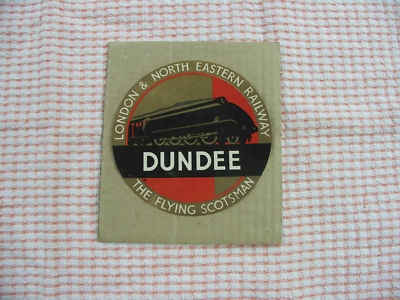 LONDON & NORTH EASTERN RAILWAY
DUNDEE
THE FLYING SCOTSMAN